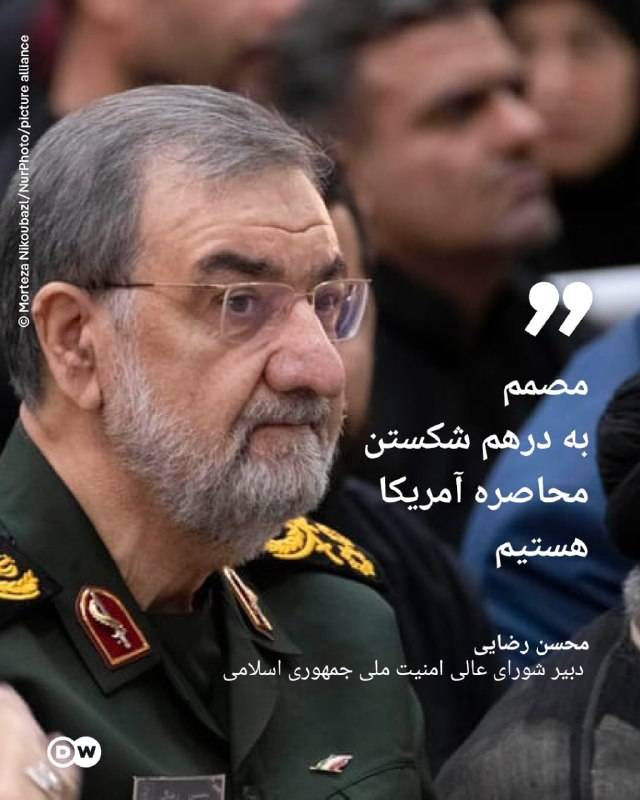 © Morteza Nikoubazl/NurPhoto/picture alliance
”
مصمم
به درهم شکستن
محاصره آمریکا
هستیم
محسن رضایی
دبیر شورای عالی امنیت ملی جمهوری اسلامی
DW